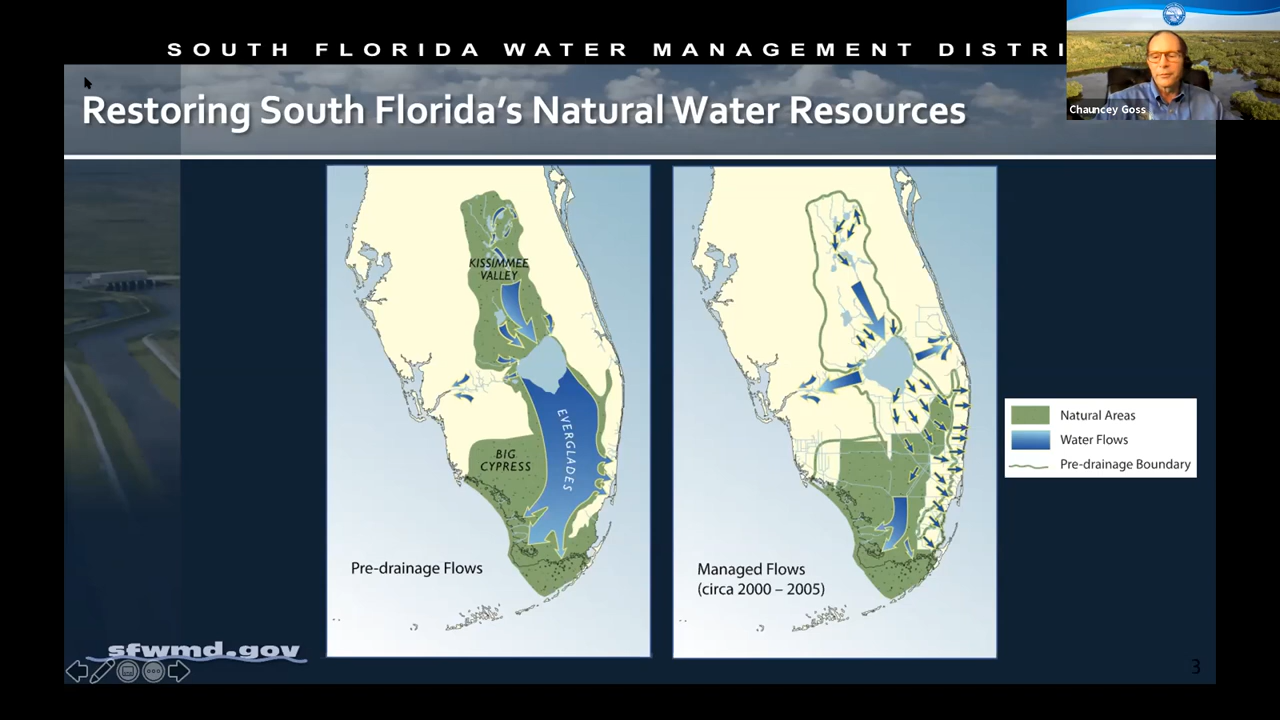 SOUTH FLORIDA WATER MANAGEMENT DISTRI
Chauncey Goss
Restoring South Florida's Natural Water Resources
KISSIMMEE
VALLEY
EVERGLADES
BIG
CYPRESS
Pre-drainage Flows
Managed Flows
(circa 2000 – 2005)
Natural Areas
Water Flows
Pre-drainage Boundary
sfwmd.gov
3